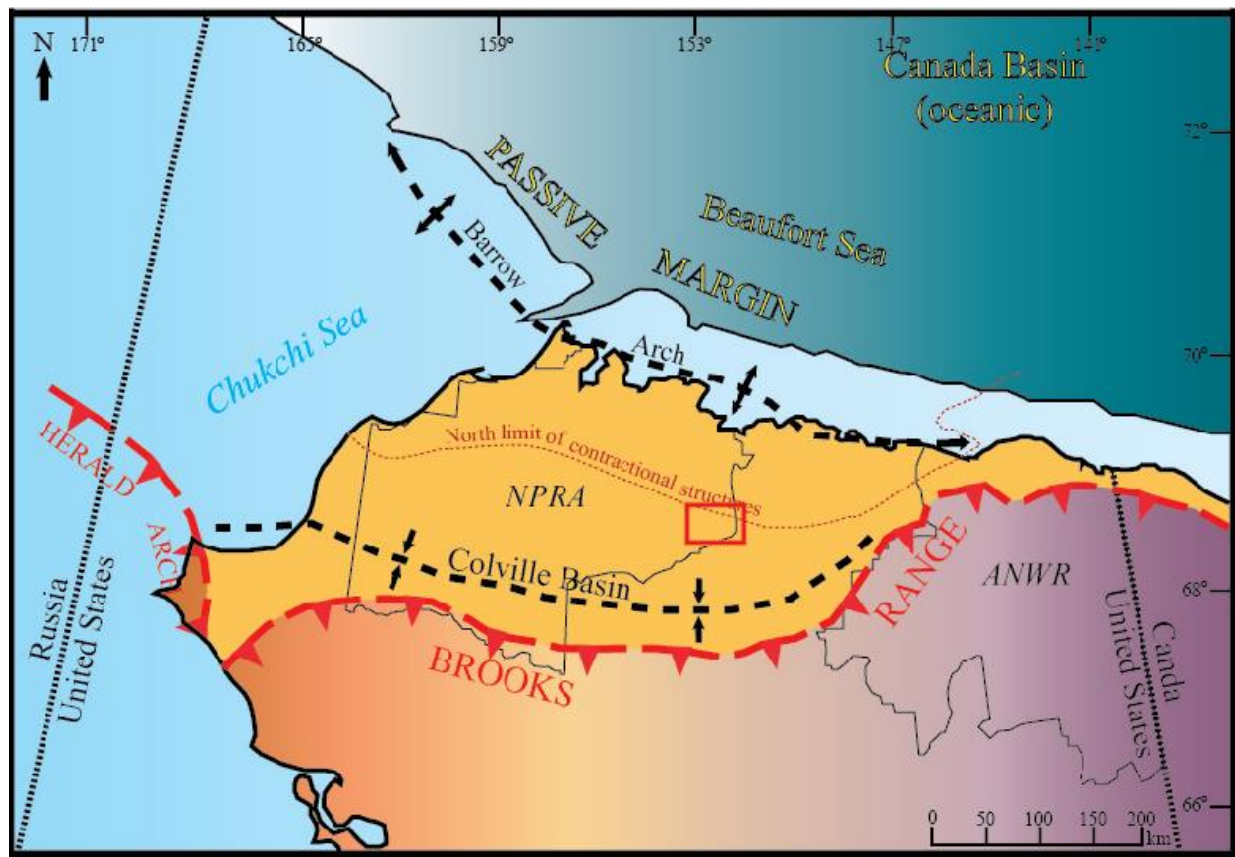 N
171°
165°
159°
153°
147°
141°
Canada Basin
(oceanic)
72°
PASSIVE
MARGIN
Beaufort Sea
Barrow
Arch
Chukchi Sea
70°
HERALD
ARCH
North limit of contractional structures
NPRA
Colville Basin
BROOKS
RANGE
ANWR
68°
Russia
United States
Canada
United States
66°
0 50 100 150 200
km